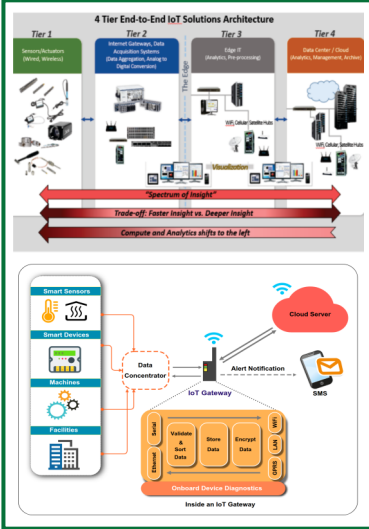 4 Tier End-to-End IoT Solutions Architecture
Tier 1
Tier 2
Tier 3
Tier 4
Sensors/Actuators
(Wired, Wireless)
Internet Gateways, Data
Acquisition Systems
(Data Aggregation, Analog to
Digital Conversion)
The Edge
Edge IT
(Analytics, Pre-processing)
Data Center / Cloud
(Analytics, Management, Archive)
WiFi, Cellular, Satellite Hubs
WiFi, Cellular, Satellite Hubs
Visualization
"Spectrum of Insight"
Trade-off: Faster Insight vs. Deeper Insight
Compute and Analytics shifts to the left
Smart Sensors
Smart Devices
Machines
Facilities
Data
Concentrator
IoT Gateway
Cloud Server
Alert Notification
SMS
Serial
Ethernet
Validate
&
Sort
Data
Store
Data
Encrypt
Data
WiFi
LAN
GPRS
Onboard Device Diagnostics
Inside an IoT Gateway